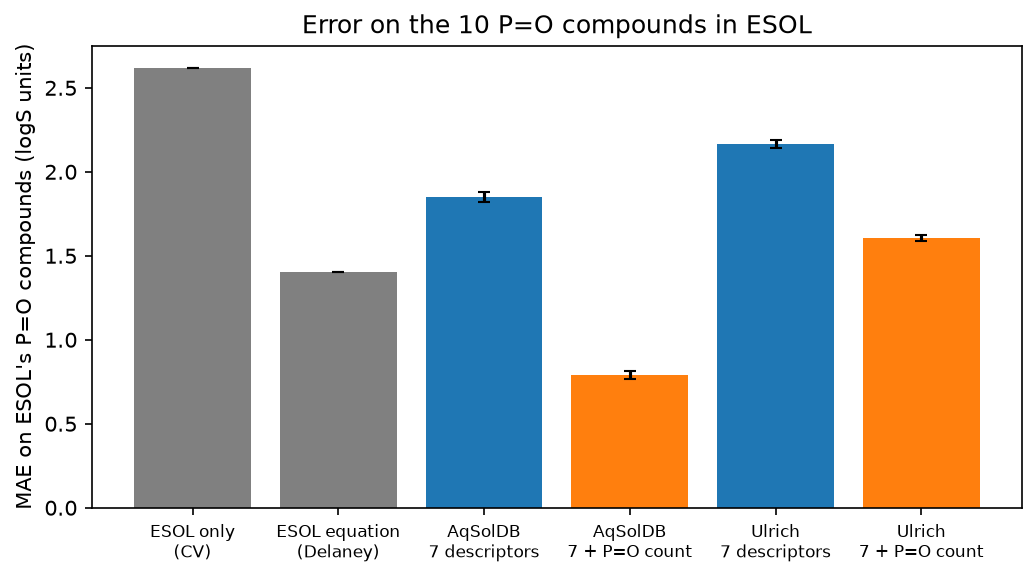 Error on the 10 P=O compounds in ESOL
MAE on ESOL's P=O compounds (logS units)
2.5
2.0
1.5
1.0
0.5
0.0
ESOL only
(CV)
ESOL equation
(Delaney)
AqSolDB
7 descriptors
AqSolDB
7 + P=O count
Ulrich
7 descriptors
Ulrich
7 + P=O count